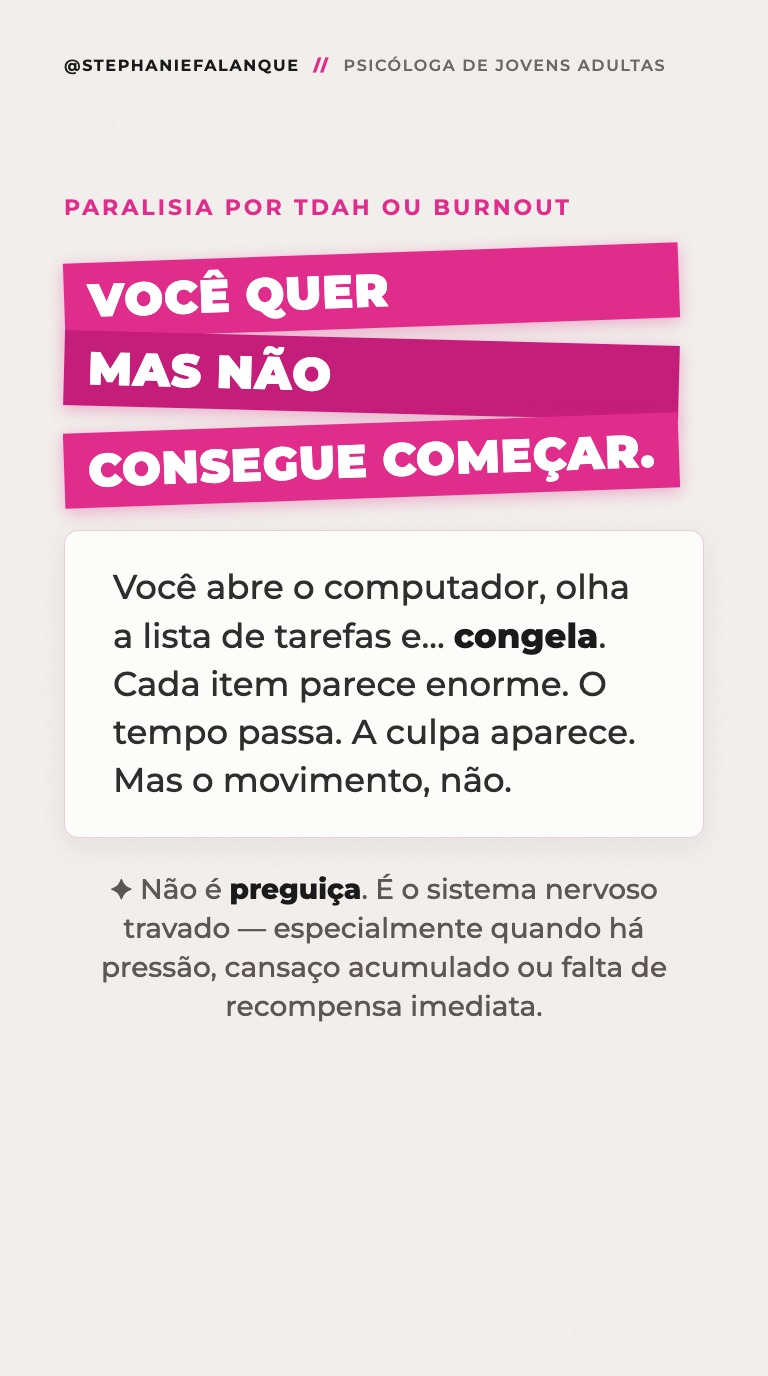 @STEPHANIEFALANQUE // PSICÓLOGA DE JOVENS ADULTAS
PARALISIA POR TDAH OU BURNOUT
VOCÊ QUER
MAS NÃO
CONSEGUE COMEÇAR.
Você abre o computador, olha
a lista de tarefas e... congela.
Cada item parece enorme. O
tempo passa. A culpa aparece.
Mas o movimento, não.
✦ Não é preguiça. É o sistema nervoso
travado — especialmente quando há
pressão, cansaço acumulado ou falta de
recompensa imediata.